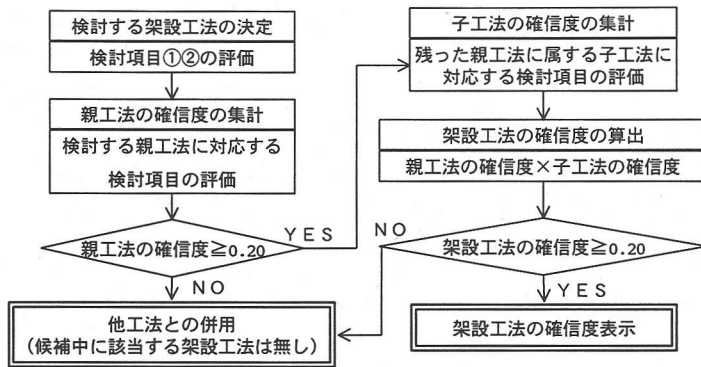 検討する架設工法の決定
検討項目①②の評価
親工法の確信度の集計
検討する親工法に対応する
検討項目の評価
親工法の確信度≧0.20
YES
NO
他工法との併用
(候補中に該当する架設工法は無し)
子工法の確信度の集計
残った親工法に属する子工法に
対応する検討項目の評価
架設工法の確信度の算出
親工法の確信度×子工法の確信度
架設工法の確信度≧0.20
NO
YES
架設工法の確信度表示